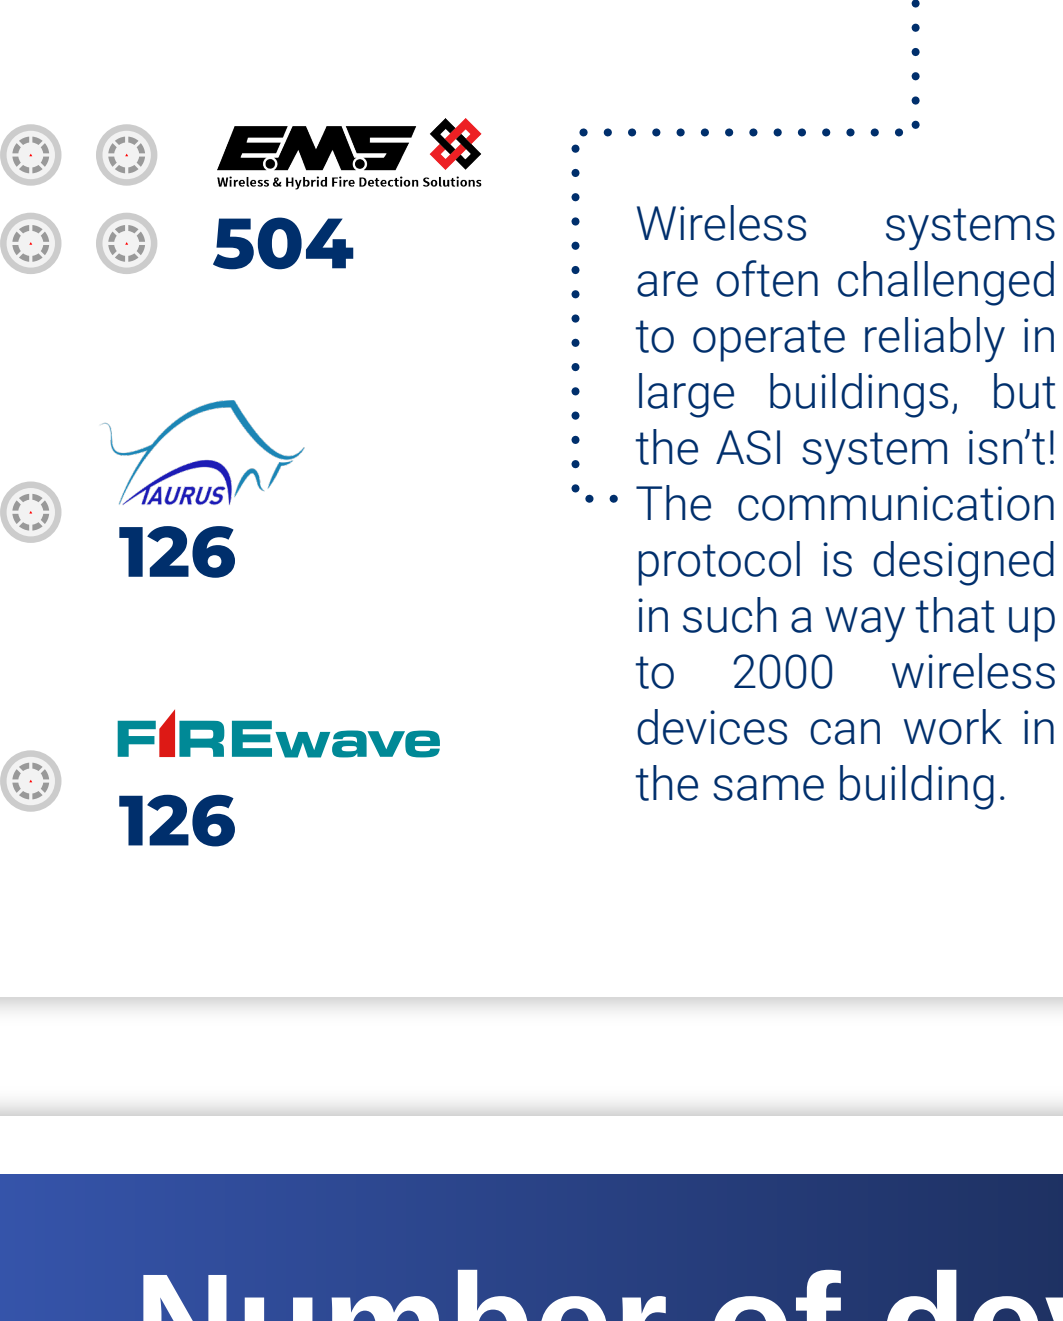 EMS
Wireless & Hybrid Fire Detection Solutions
504
TAURUS
126
FIREwave
126
Wireless systems
are often challenged
to operate reliably in
large buildings, but
the ASI system isn’t!
The communication
protocol is designed
in such a way that up
to 2000 wireless
devices can work in
the same building.
Number of